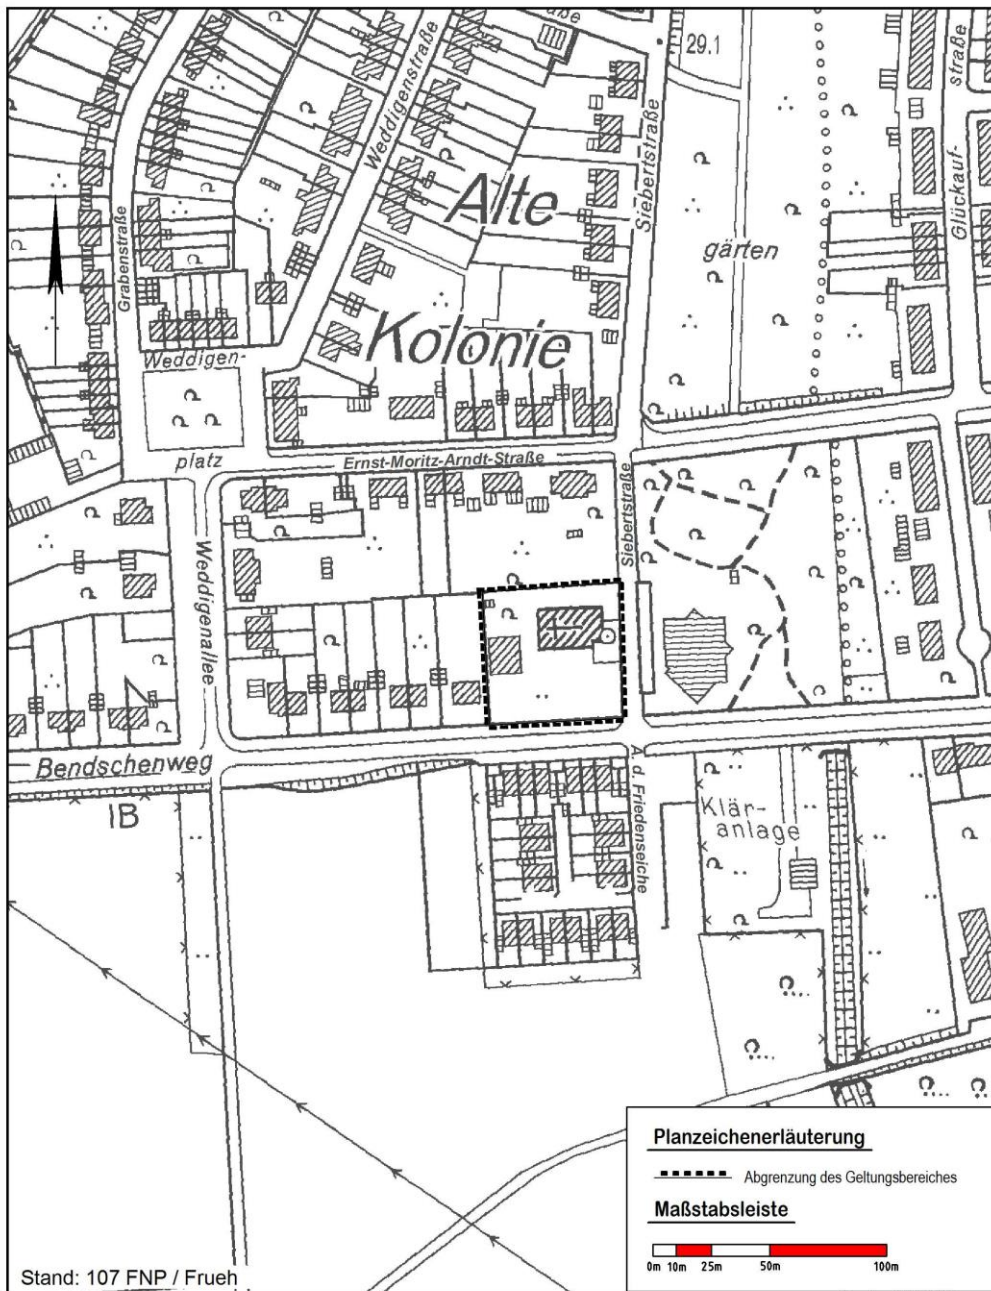 29.1
straße
Weddigenstraße
Siebertstraße
Glückauf-
Alte
gärten
Grabenstraße
Kolonie
Weddigen-
platz
Ernst-Moritz-Arndt-Straße
Siebertstraße
Weddigenallee
Bendschenweg
1B
A. d. Friedenseiche
Klär-
anlage
Planzeichenerläuterung
Abgrenzung des Geltungsbereiches
Maßstabsleiste
0m 10m 25m 50m 100m
Stand: 107 FNP / Frueh